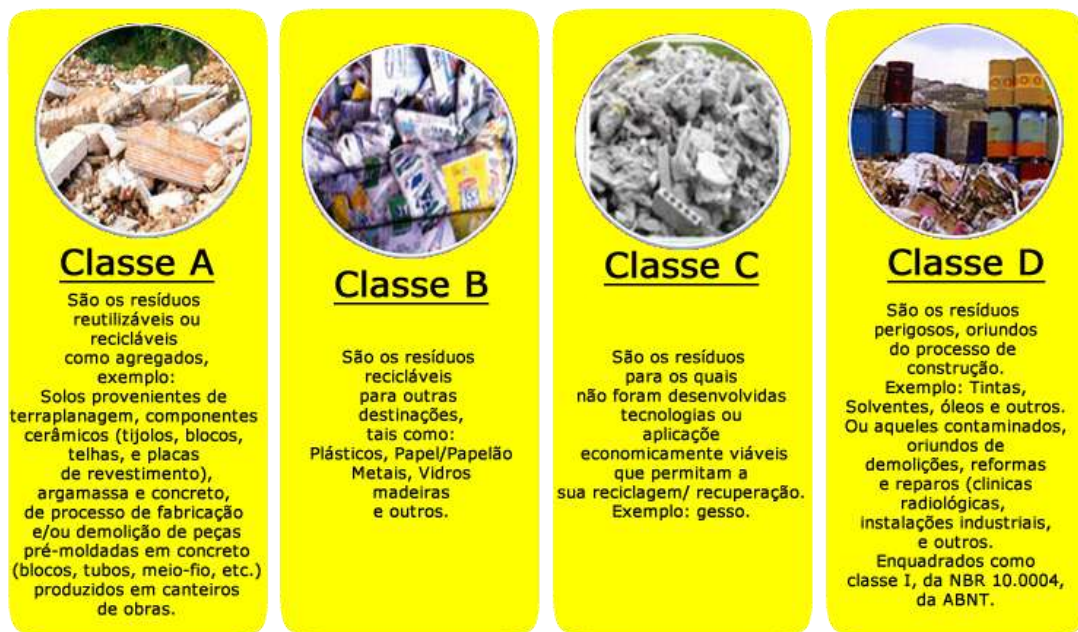 Classe A
São os resíduos
reutilizáveis ou
recicláveis
como agregados,
exemplo:
Solos provenientes de
terraplanagem, componentes
cerâmicos (tijolos, blocos,
telhas, e placas
de revestimento),
argamassa e concreto,
de processo de fabricação
e/ou demolição de peças
pré-moldadas em concreto
(blocos, tubos, meio-fio, etc.)
produzidos em canteiros
de obras.
Classe B
São os resíduos
recicláveis
para outras
destinações,
tais como:
Plásticos, Papel/Papelão
Metais, Vidros
madeiras
e outros.
Classe C
São os resíduos
para os quais
não foram desenvolvidas
tecnologias ou
aplicaçõe
economicamente viáveis
que permitam a
sua reciclagem/ recuperação.
Exemplo: gesso.
Classe D
São os resíduos
perigosos, oriundos
do processo de
construção.
Exemplo: Tintas,
Solventes, óleos e outros.
Ou aqueles contaminados,
oriundos de
demolições, reformas
e reparos (clinicas
radiológicas,
instalações industriais,
e outros.
Enquadrados como
classe I, da NBR 10.0004,
da ABNT.